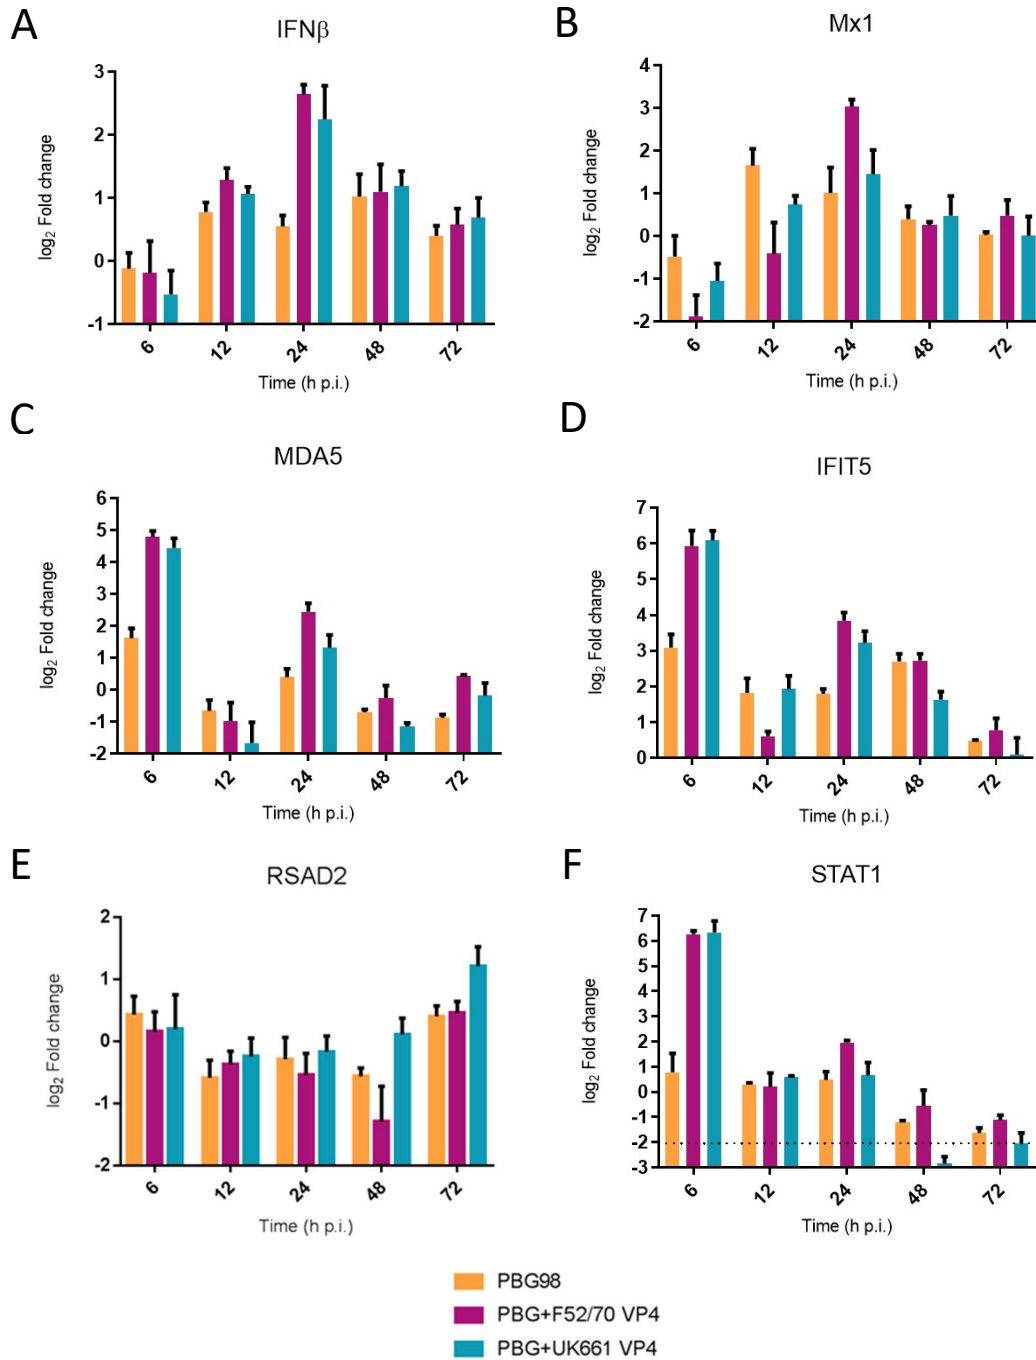 A
IFNβ
log2 Fold change
3
2
1
0
-1
6 12 24 48 72
Time (h p.i.)
B
Mx1
log2 Fold change
4
3
2
1
0
-1
-2
6 12 24 48 72
Time (h p.i.)
C
MDA5
log2 Fold change
6
5
4
3
2
1
0
-1
-2
6 12 24 48 72
Time (h p.i.)
D
IFIT5
log2 Fold change
7
6
5
4
3
2
1
0
6 12 24 48 72
Time (h p.i.)
E
RSAD2
log2 Fold change
2
1
0
-1
-2
6 12 24 48 72
Time (h p.i.)
F
STAT1
log2 Fold change
7
6
5
4
3
2
1
0
-1
-2
-3
6 12 24 48 72
Time (h p.i.)
PBG98
PBG+F52/70 VP4
PBG+UK661 VP4